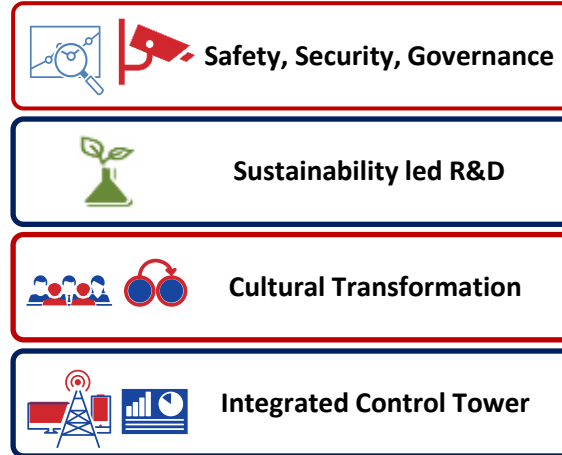 Safety, Security, Governance
Sustainability led R&D
Cultural Transformation
Integrated Control Tower